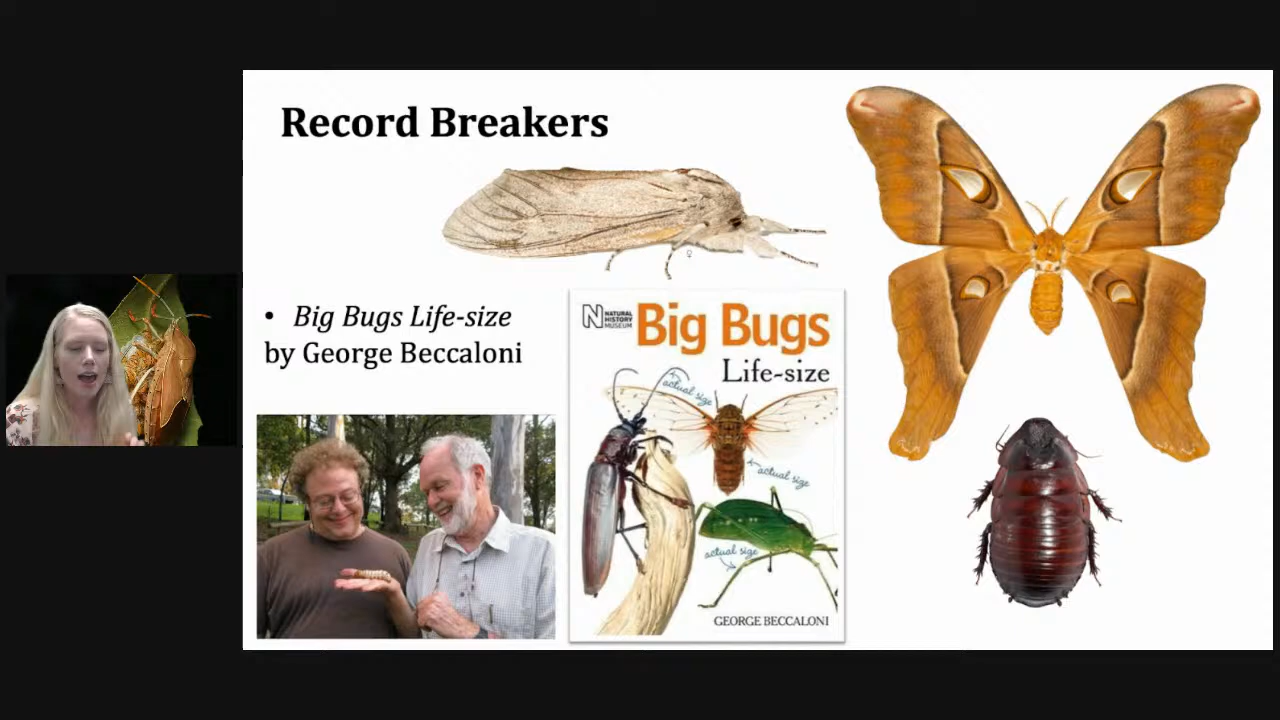 Record Breakers
• Big Bugs Life-size
by George Beccaloni
NATURAL
HISTORY
MUSEUM
Big Bugs
Life-size
actual size
actual size
actual size
GEORGE BECCALONI